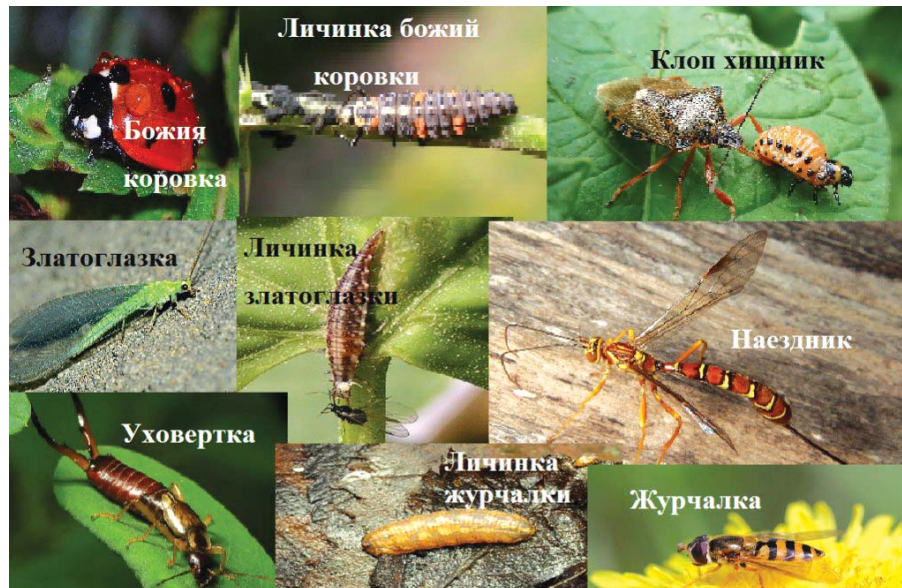 Божия
коровка
Личинка божий
коровки
Клоп хищник
Златоглазка
Личинка
златоглазки
Наездник
Уховертка
Личинка
журчалки
Журчалка